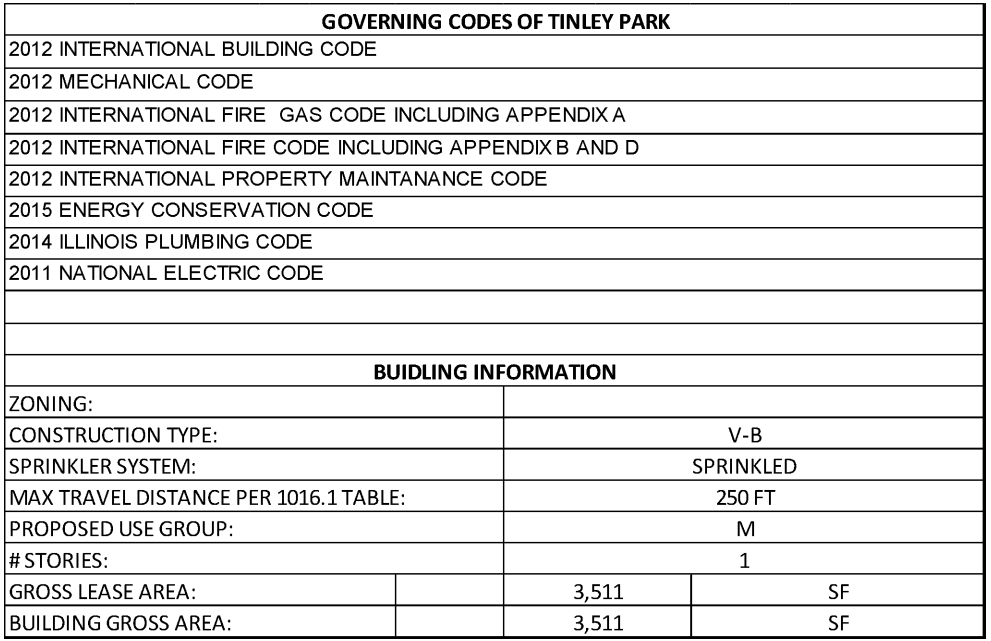 GOVERNING CODES OF TINLEY PARK
2012 INTERNATIONAL BUILDING CODE
2012 MECHANICAL CODE
2012 INTERNATIONAL FIRE GAS CODE INCLUDING APPENDIX A
2012 INTERNATIONAL FIRE CODE INCLUDING APPENDIX B AND D
2012 INTERNATIONAL PROPERTY MAINTANANCE CODE
2015 ENERGY CONSERVATION CODE
2014 ILLINOIS PLUMBING CODE
2011 NATIONAL ELECTRIC CODE
BUIDLING INFORMATION
ZONING:
CONSTRUCTION TYPE: V-B
SPRINKLER SYSTEM: SPRINKLED
MAX TRAVEL DISTANCE PER 1016.1 TABLE: 250 FT
PROPOSED USE GROUP: M
# STORIES: 1
GROSS LEASE AREA: 3,511 SF
BUILDING GROSS AREA: 3,511 SF